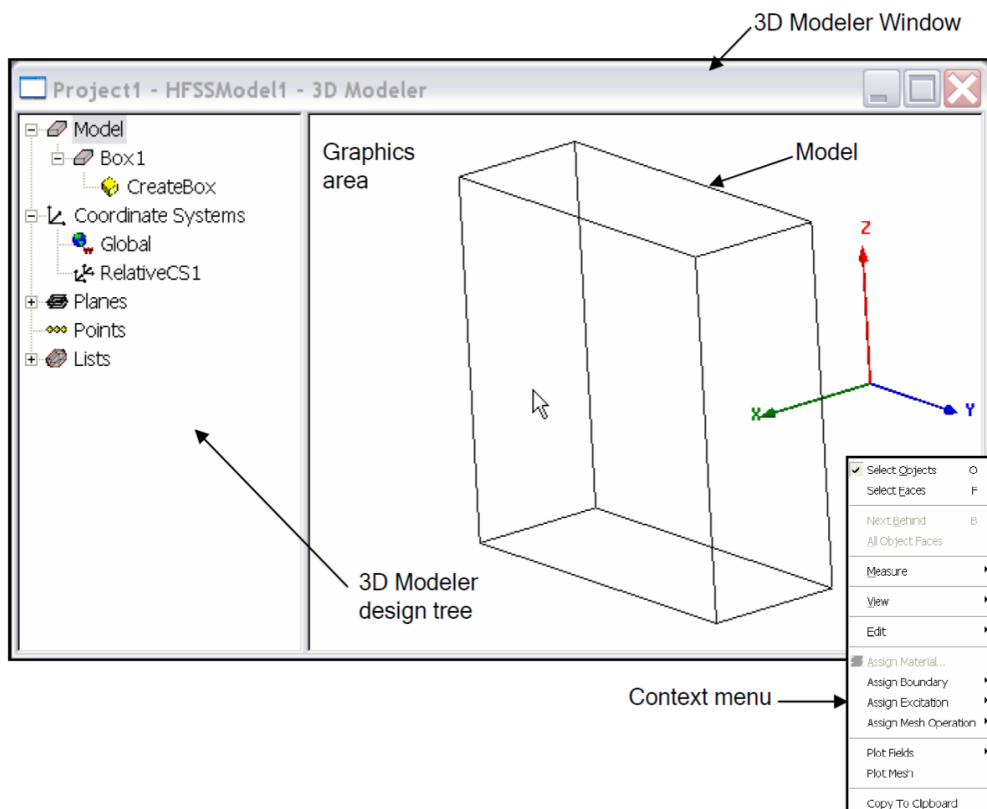 3D Modeler Window
Project1 - HFSSModel1 - 3D Modeler
Model
Box1
CreateBox
Coordinate Systems
Global
RelativeCS1
Planes
Points
Lists
Graphics
area
Model
Z
X
Y
3D Modeler
design tree
Context menu
Select Objects O
Select Faces F
Next Behind B
All Object Faces
Measure
View
Edit
Assign Material...
Assign Boundary
Assign Excitation
Assign Mesh Operation
Plot Fields
Plot Mesh
Copy To Clipboard